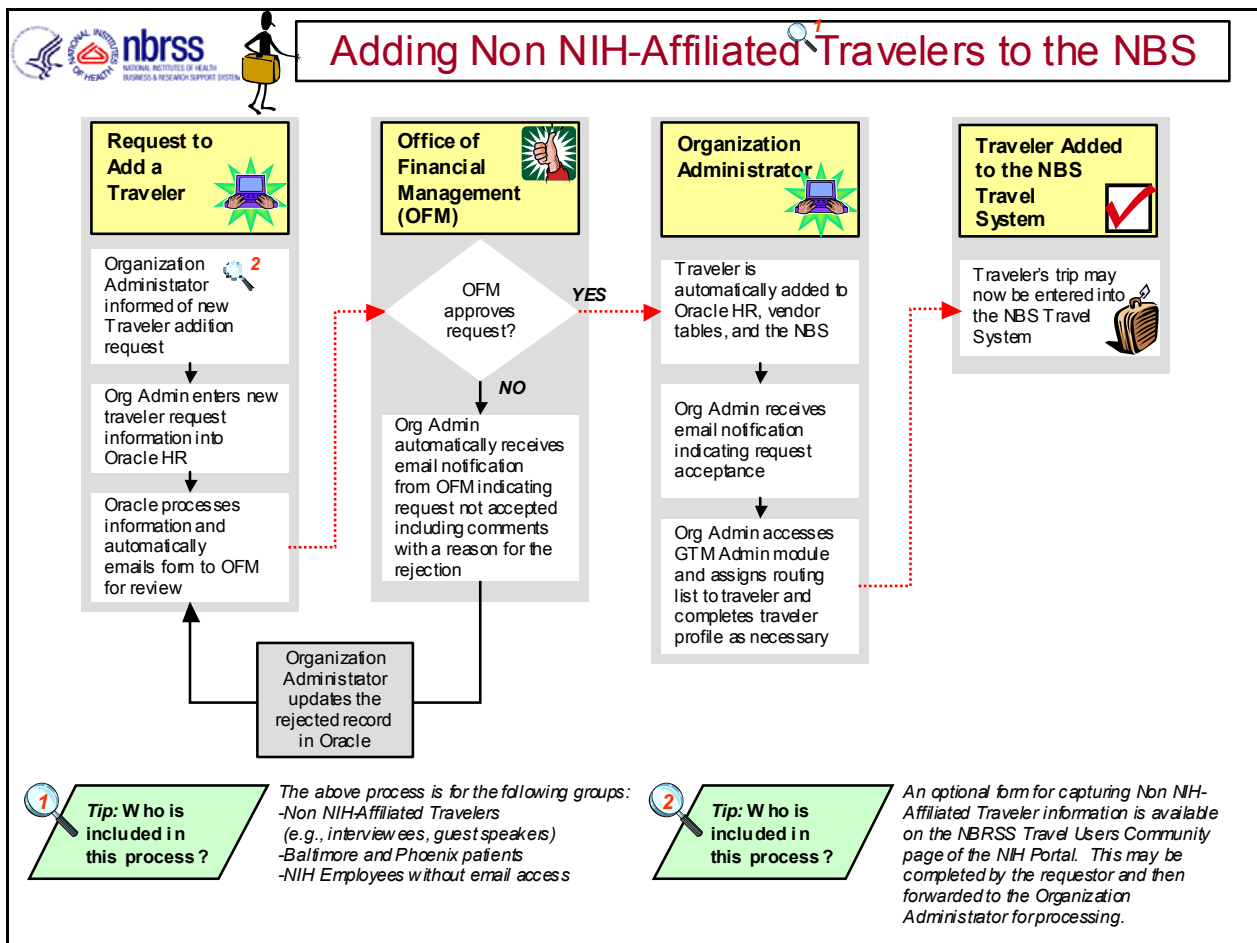 nbrss
NATIONAL INSTITUTES OF HEALTH
BUSINESS & RESEARCH SUPPORT SYSTEM
Adding Non NIH-Affiliated Travelers to the NBS
1
Request to
Add a
Traveler
Organization
Administrator
informed of new
Traveler addition
request
2
Org Admin enters new
traveler request
information into
Oracle HR
Oracle processes
information and
automatically
emails form to OFM
for review
Office of
Financial
Management
(OFM)
OFM
approves
request?
YES
NO
Org Admin
automatically receives
email notification
from OFM indicating
request not accepted
including comments
with a reason for the
rejection
Organization
Administrator
updates the
rejected record
in Oracle
Organization
Administrator
Traveler is
automatically added to
Oracle HR, vendor
tables, and the NBS
Org Admin receives
email notification
indicating request
acceptance
Org Admin accesses
GTM Admin module
and assigns routing
list to traveler and
completes traveler
profile as necessary
Traveler Added
to the NBS
Travel
System
Traveler's trip may
now be entered into
the NBS Travel
System
1
Tip: Who is
included in
this process ?
The above process is for the following groups:
-Non NIH-Affiliated Travelers
(e.g., interviewees, guest speakers)
-Baltimore and Phoenix patients
-NIH Employees without email access
2
Tip: Who is
included in
this process ?
An optional form for capturing Non NIH-
Affiliated Traveler information is available
on the NBRSS Travel Users Community
page of the NIH Portal.  This may be
completed by the requestor and then
forwarded to the Organization
Administrator for processing.